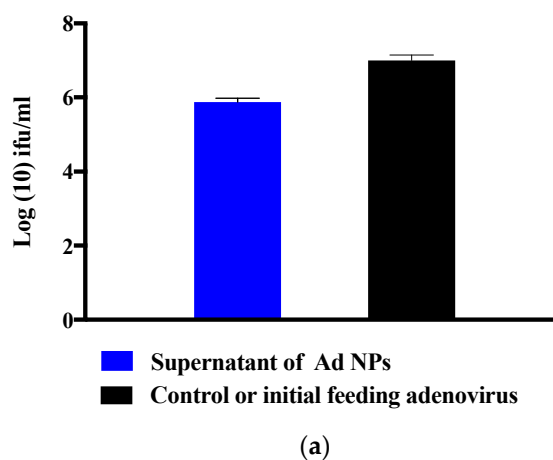 8
6
4
2
0
Log (10) ifu/ml
Supernatant of Ad NPs
Control or initial feeding adenovirus
(a)